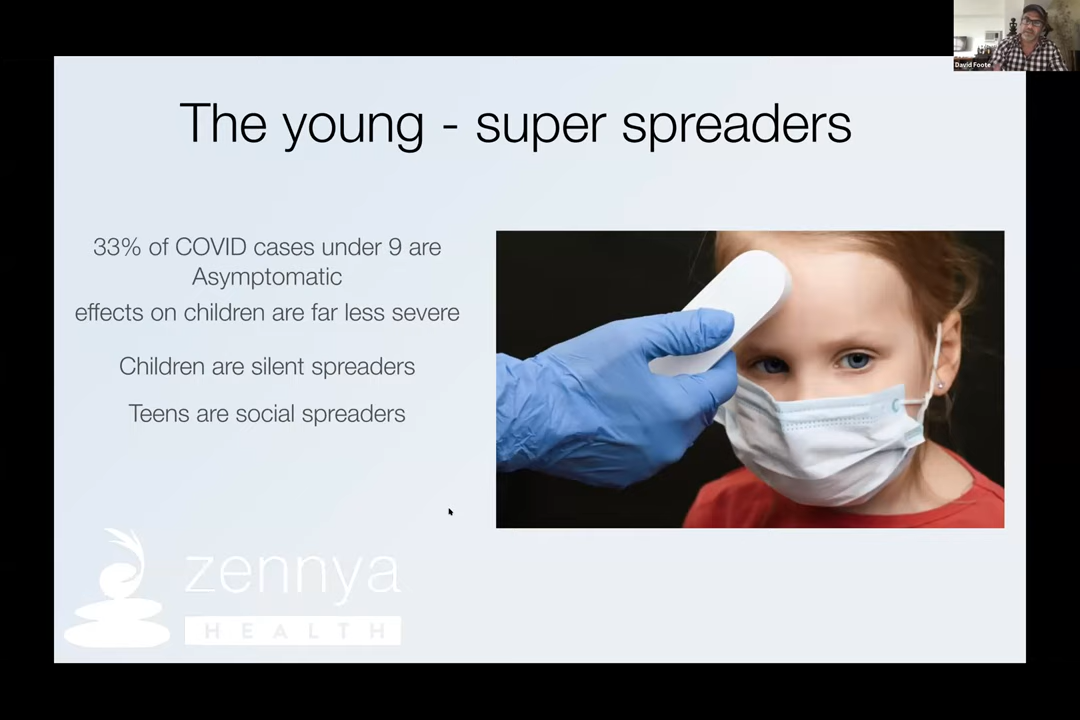 David Foote
The young - super spreaders
33% of COVID cases under 9 are
Asymptomatic
effects on children are far less severe
Children are silent spreaders
Teens are social spreaders
zennya
HEALTH